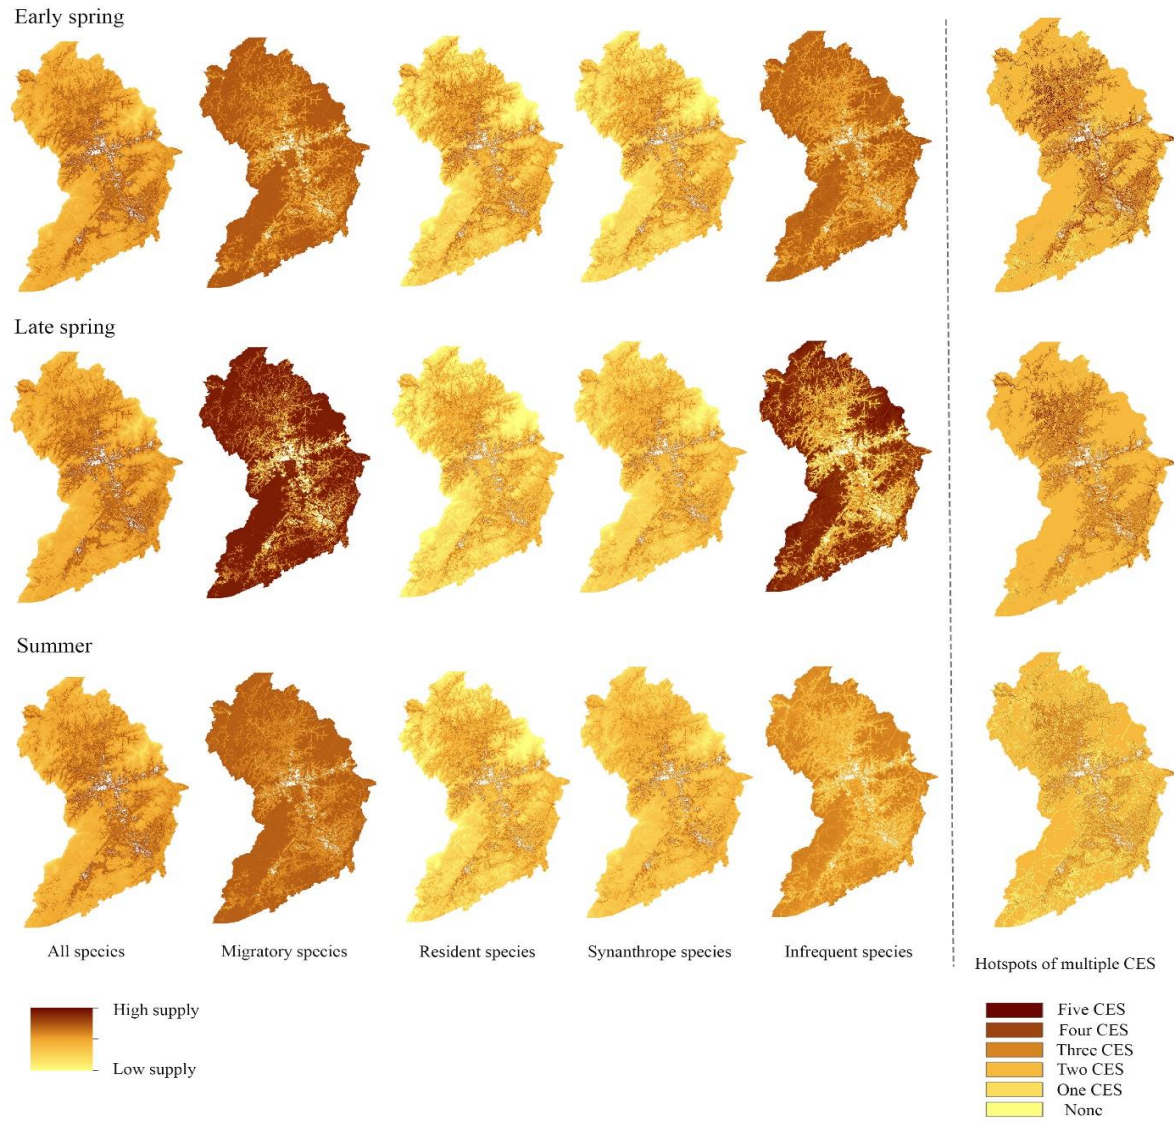 Early spring
Late spring
Summer
All species
Migratory species
Resident species
Synanthrope species
Infrequent species
Hotspots of multiple CES
High supply
Low supply
Five CES
Four CES
Three CES
Two CES
One CES
None